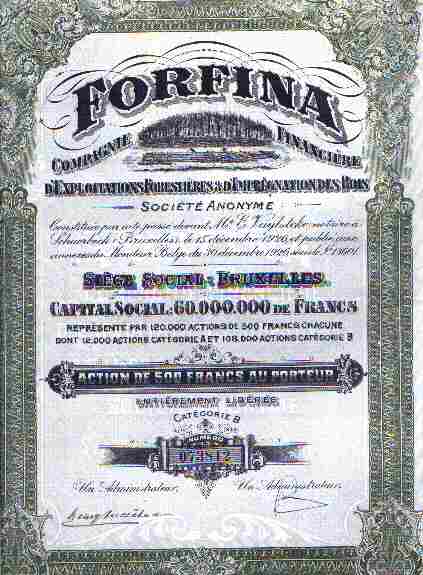 FORFINA
COMPAGNIE FINANCIÈRE
D'EXPLOITATIONS FORESTIÈRES & D'IMPRÉGNATION DES BOIS
SOCIÉTÉ ANONYME
Constituée par acte passé devant Me notaire à
Schaerbeek (Bruxelles), le 15 décembre 1926, et publié aux
annexes du Moniteur Belge du 30 décembre 1926, sous le No
SIÈGE SOCIAL: BRUXELLES.
CAPITAL SOCIAL: 60.000.000 DE FRANCS
REPRÉSENTÉ PAR 120.000 ACTIONS DE 500 FRANCS CHACUNE
DONT 12.000 ACTIONS CATÉGORIE A ET 108.000 ACTIONS CATÉGORIE B
ACTION DE 500 FRANCS AU PORTEUR
ENTIÈREMENT LIBÉRÉE
CATÉGORIE B
NUMÉRO
Un Administrateur, Un Administrateur,